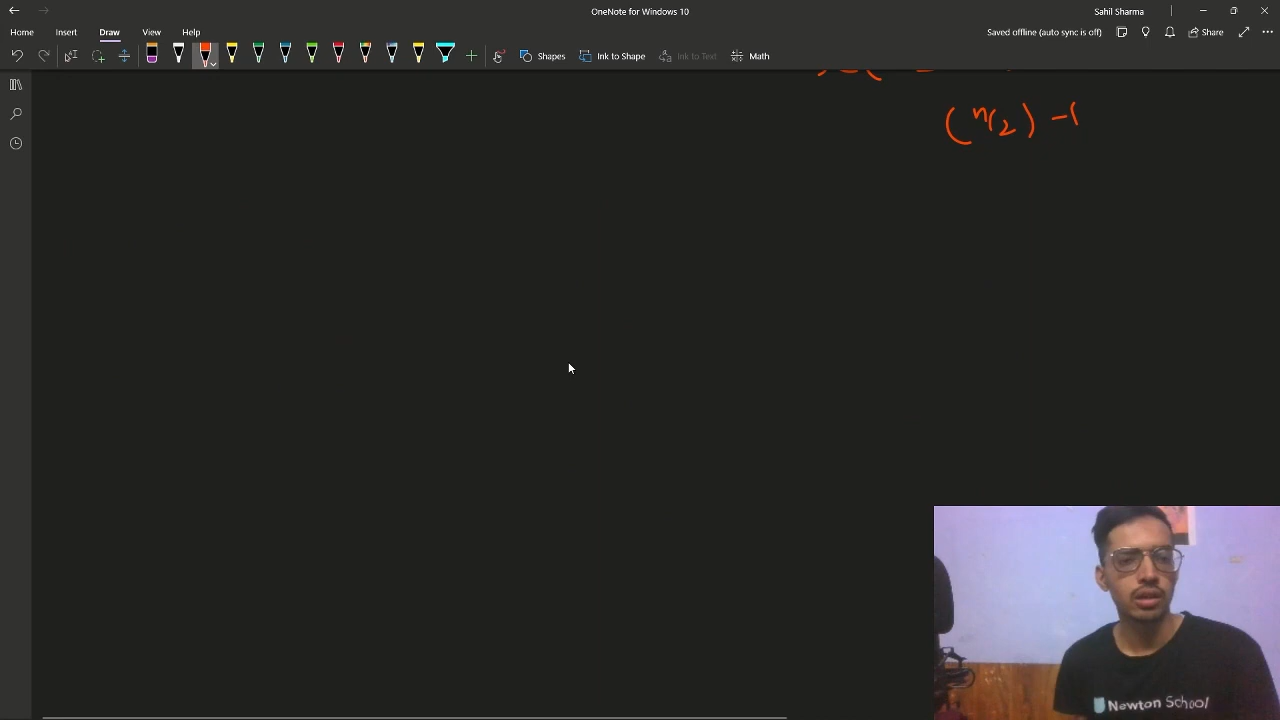 OneNote for Windows 10
Sahil Sharma
Home Insert Draw View Help
Saved offline (auto sync is off) Share
Shapes Ink to Shape Ink to Text Math
(n/2) -1
Newton School